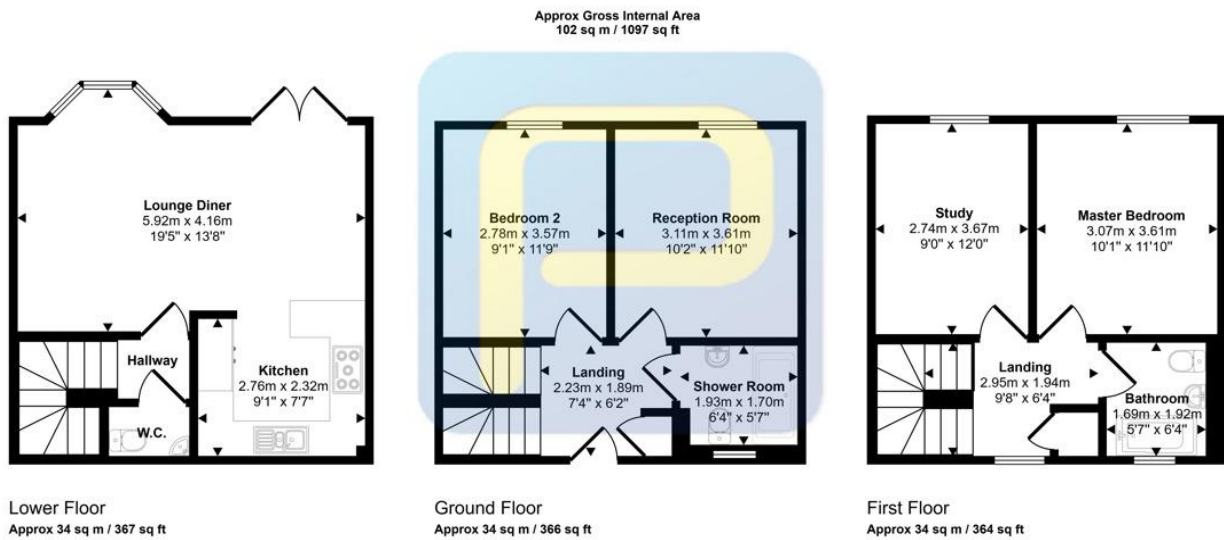 Approx Gross Internal Area
102 sq m / 1097 sq ft
Lounge Diner
5.92m x 4.16m
19'5" x 13'8"
Hallway
Kitchen
2.76m x 2.32m
9'1" x 7'7"
W.C.
Lower Floor
Approx 34 sq m / 367 sq ft
Bedroom 2
2.78m x 3.57m
9'1" x 11'9"
Reception Room
3.11m x 3.61m
10'2" x 11'10"
Landing
2.23m x 1.89m
7'4" x 6'2"
Shower Room
1.93m x 1.70m
6'4" x 5'7"
Ground Floor
Approx 34 sq m / 366 sq ft
Study
2.74m x 3.67m
9'0" x 12'0"
Master Bedroom
3.07m x 3.61m
10'1" x 11'10"
Landing
2.95m x 1.94m
9'8" x 6'4"
Bathroom
1.69m x 1.92m
5'7" x 6'4"
First Floor
Approx 34 sq m / 364 sq ft